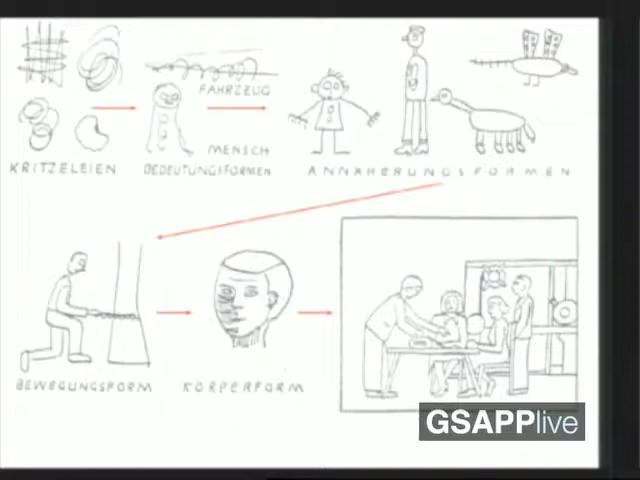 FAHRZEUG
MENSCH
KRITZELEIEN
BEDEUTUNGSFORMEN
ANNÄHERUNGSFORMEN
BEWEGUNGSFORM
KÖRPERFORM
GSAPPlive